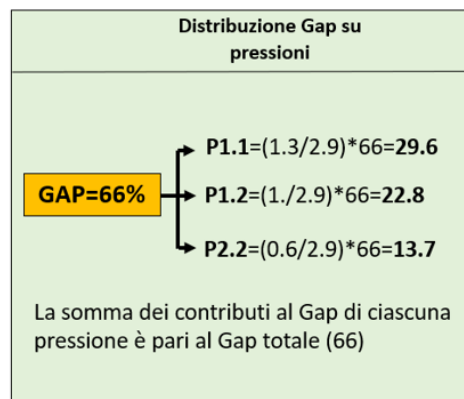 Distribuzione Gap su
pressioni
P1.1=(1.3/2.9)*66=29.6
GAP=66%
P1.2=(1./2.9)*66=22.8
P2.2=(0.6/2.9)*66=13.7
La somma dei contributi al Gap di ciascuna
pressione è pari al Gap totale (66)